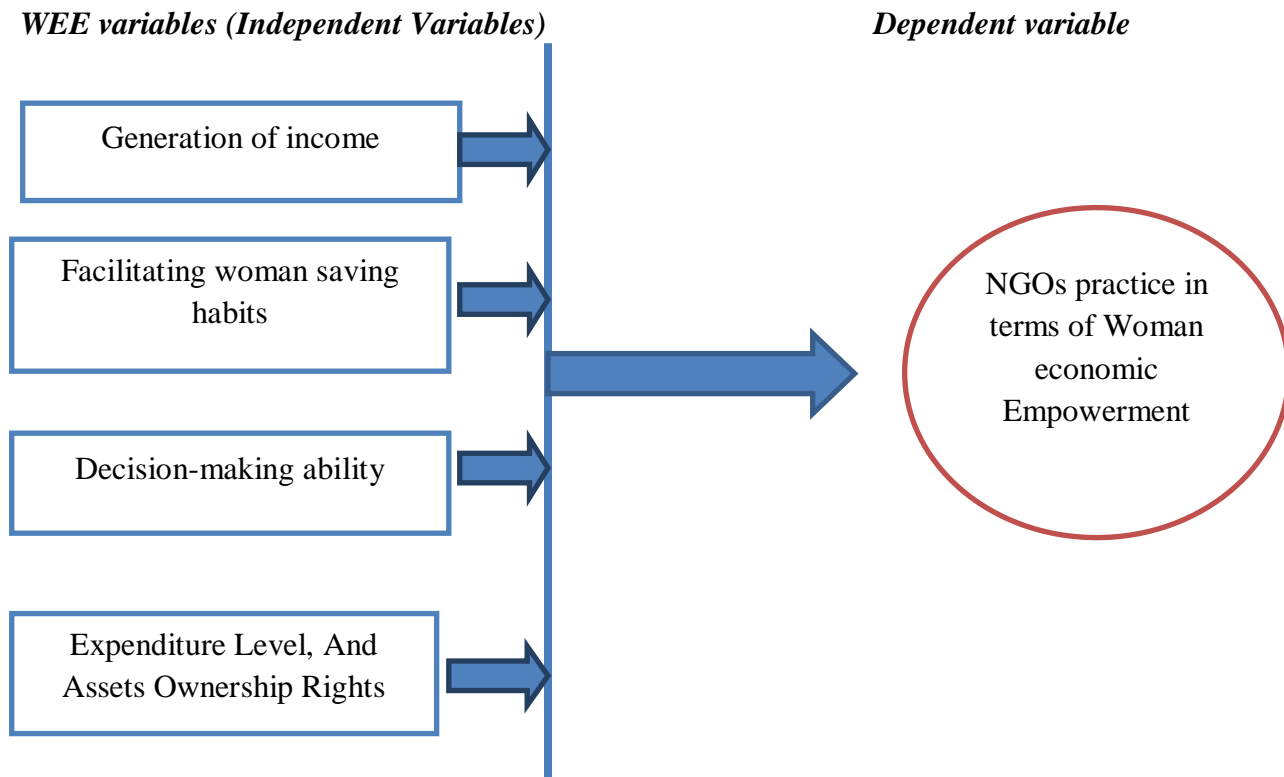 WEE variables (Independent Variables)
Dependent variable
Generation of income
Facilitating woman saving
habits
Decision-making ability
Expenditure Level, And
Assets Ownership Rights
NGOs practice in
terms of Woman
economic
Empowerment